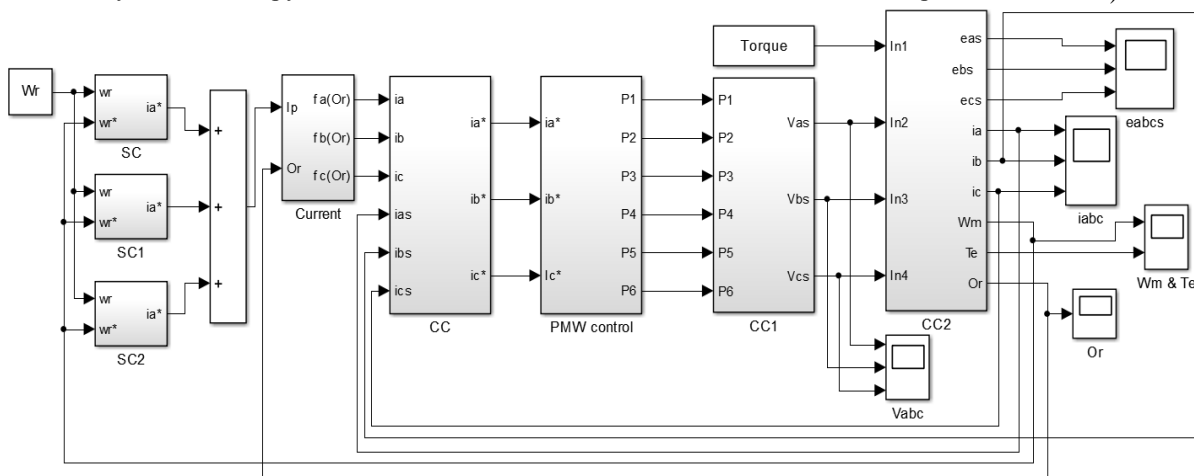 Wr
wr
wr*
ia*
SC
wr
wr*
ia*
SC1
wr
wr*
ia*
SC2
+
+
+
Ip
Or
fa(Or)
fb(Or)
fc(Or)
Current
ia
ib
ic
ias
ibs
ics
ia*
ib*
ic*
CC
ia*
ib*
Ic*
P1
P2
P3
P4
P5
P6
PMW control
P1
P2
P3
P4
P5
P6
Vas
Vbs
Vcs
CC1
Torque
In1
In2
In3
In4
eas
ebs
ecs
ia
ib
ic
Wm
Te
Or
CC2
eabcs
iabc
Wm & Te
Or
Vabc